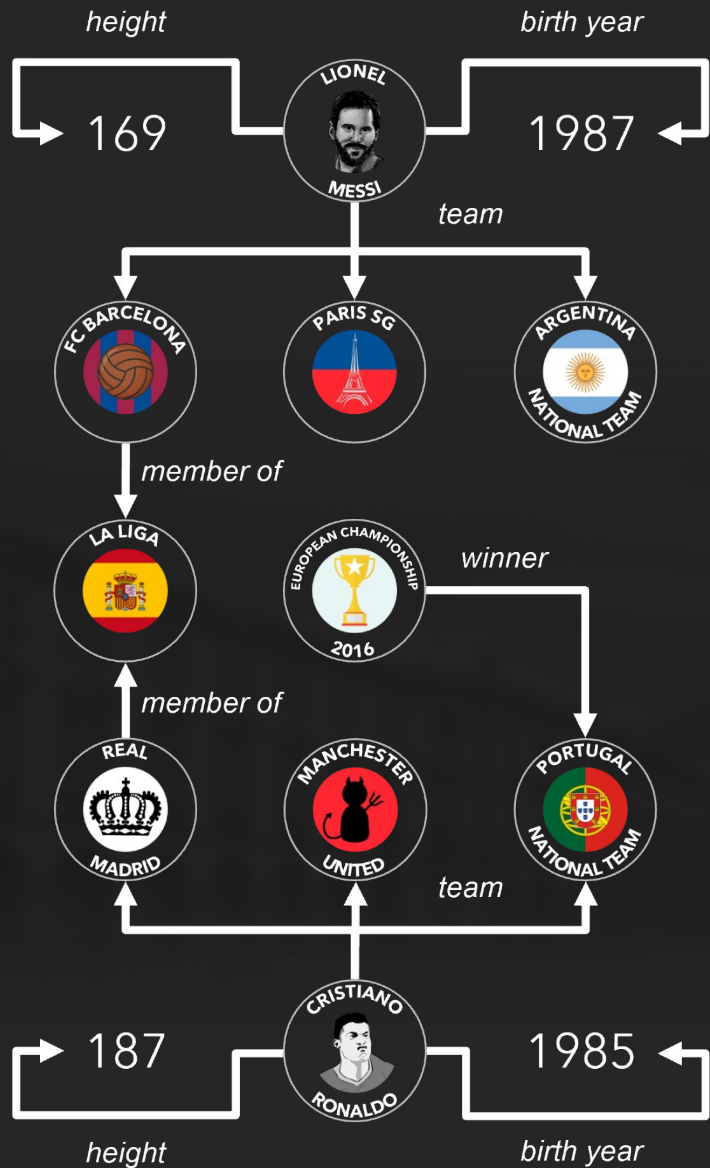 height
birth year
LIONEL
MESSI
169
1987
team
FC BARCELONA
PARIS SG
ARGENTINA
NATIONAL TEAM
member of
LA LIGA
EUROPEAN CHAMPIONSHIP
2016
winner
member of
REAL
MADRID
MANCHESTER
UNITED
PORTUGAL
NATIONAL TEAM
team
CRISTIANO
RONALDO
187
1985
height
birth year